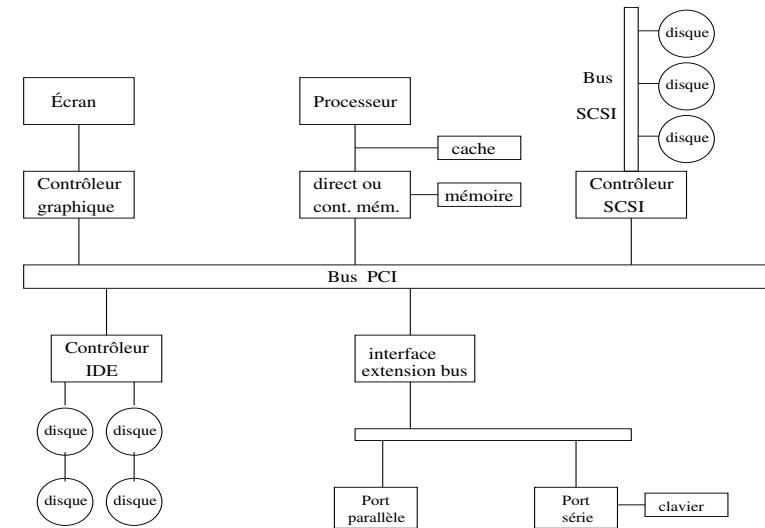 disque
Bus
disque
SCSI
disque
Écran
Processeur
cache
Contrôleur
graphique
direct ou
cont. mém.
mémoire
Contrôleur
SCSI
Bus PCI
Contrôleur
IDE
interface
extension bus
disque
disque
disque
disque
Port
parallèle
Port
série
clavier